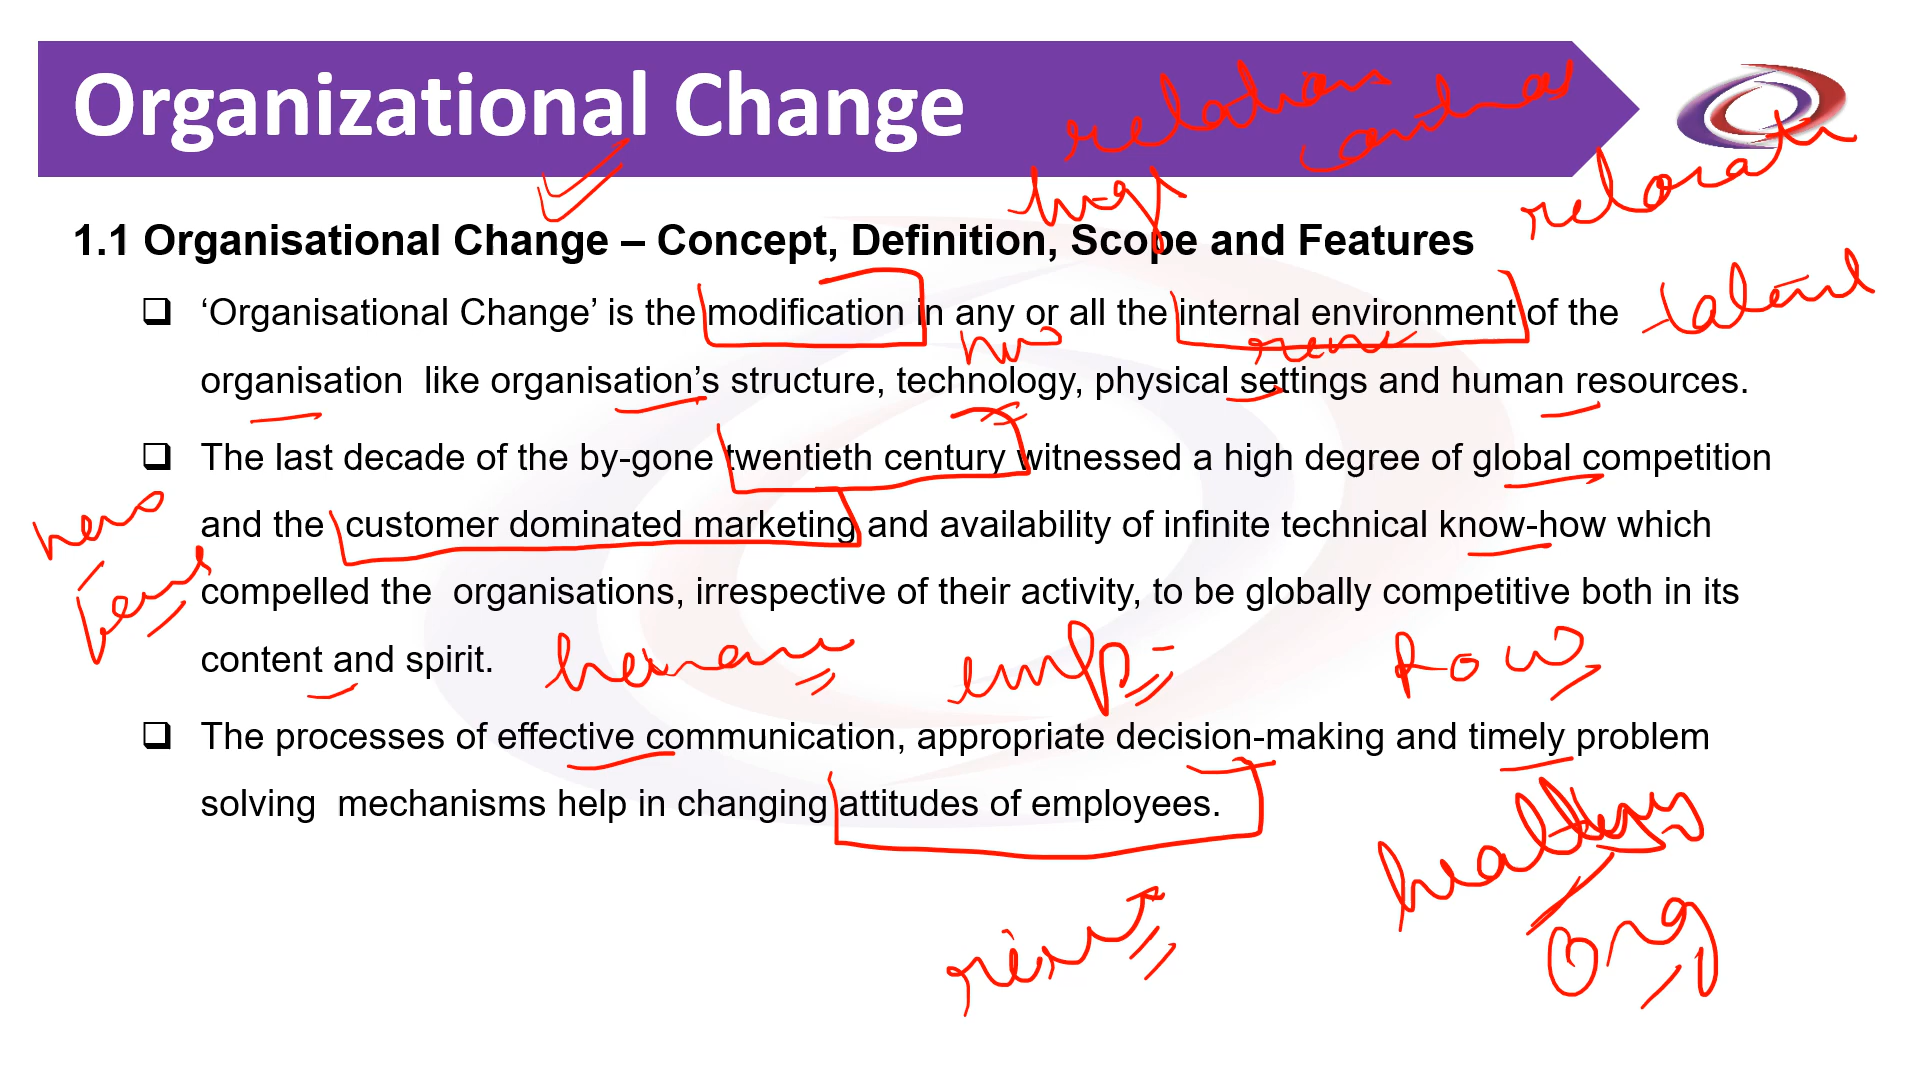 Organizational Change
1.1 Organisational Change – Concept, Definition, Scope and Features
❑ ‘Organisational Change’ is the modification in any or all the internal environment of the
organisation like organisation’s structure, technology, physical settings and human resources.
❑ The last decade of the by-gone twentieth century witnessed a high degree of global competition
and the customer dominated marketing and availability of infinite technical know-how which
compelled the organisations, irrespective of their activity, to be globally competitive both in its
content and spirit.
❑ The processes of effective communication, appropriate decision-making and timely problem
solving mechanisms help in changing attitudes of employees.
emp
Org